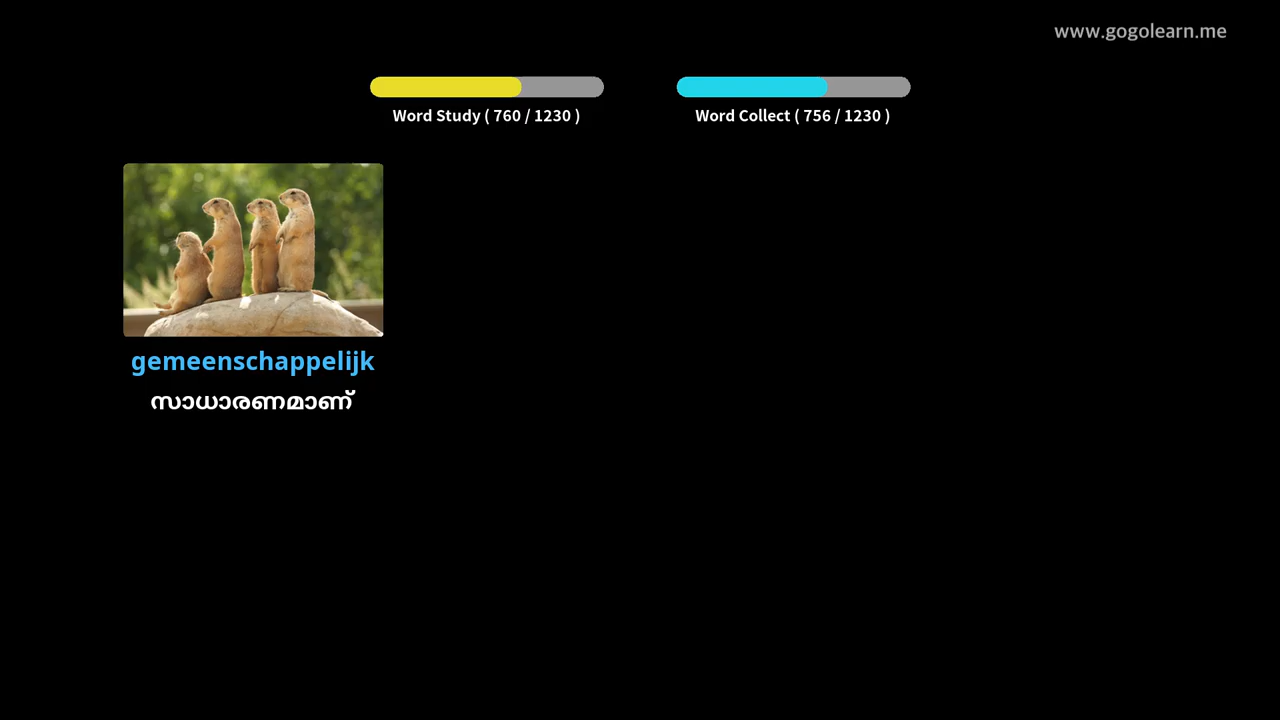 www.gogolearn.me
Word Study ( 760 / 1230 )
Word Collect ( 756 / 1230 )
gemeenschappelijk
സാധാരണമാണ്